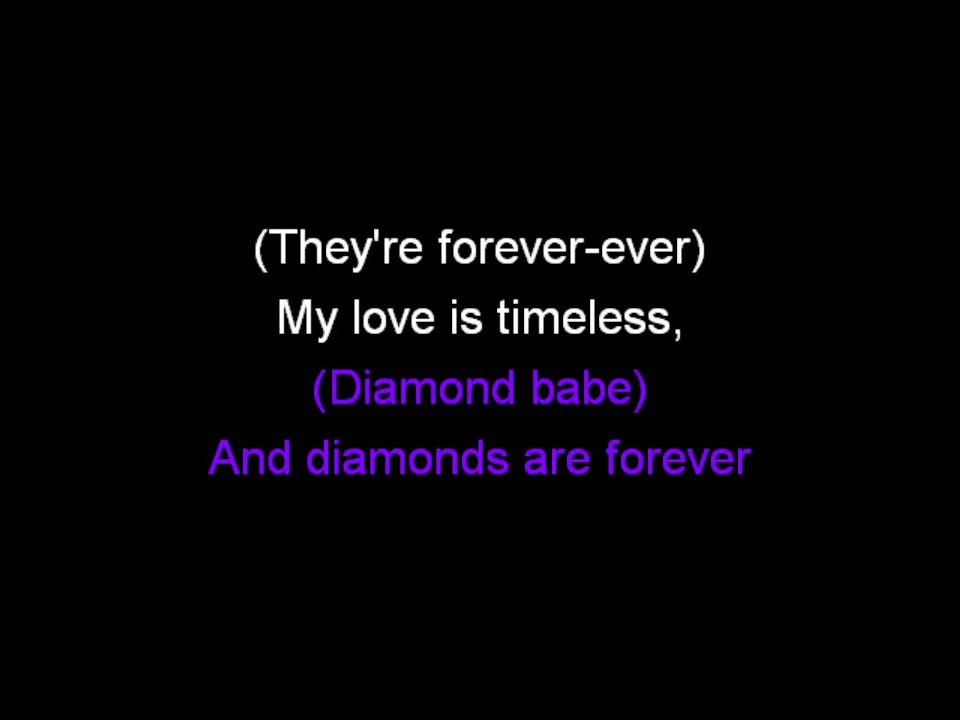 (They're forever-ever)
My love is timeless,
(Diamond babe)
And diamonds are forever